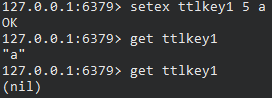 127.0.0.1:6379> setex ttlkey1 5 a
OK
127.0.0.1:6379> get ttlkey1
"a"
127.0.0.1:6379> get ttlkey1
(nil)